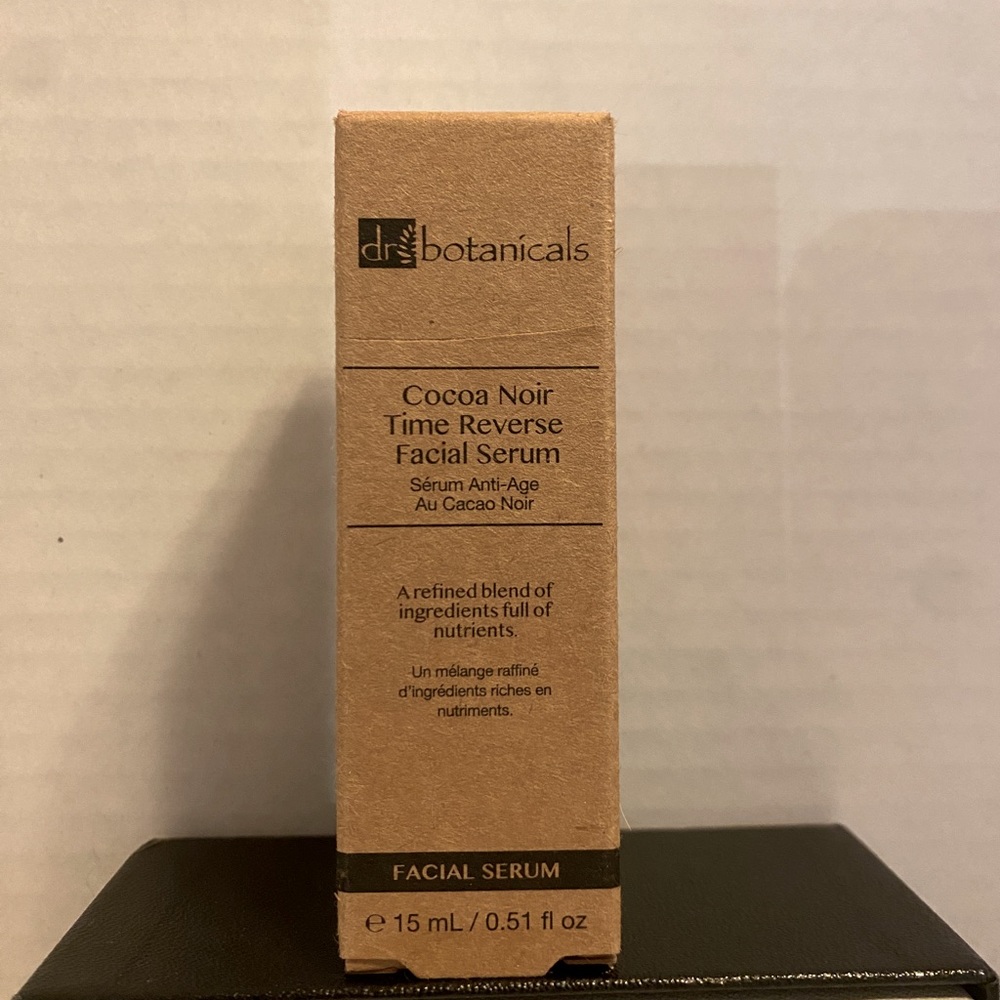 dr botanicals
Cocoa Noir
Time Reverse
Facial Serum
Sérum Anti-Age
Au Cacao Noir
A refined blend of
ingredients full of
nutrients.
Un mélange raffiné
d'ingrédients riches en
nutriments.
FACIAL SERUM
℮ 15 mL / 0.51 fl oz